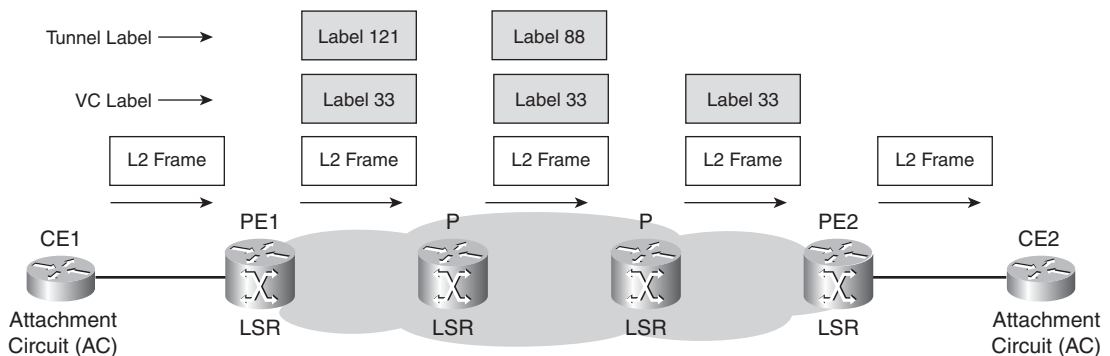 Tunnel Label
Label 121
Label 88
VC Label
Label 33
Label 33
Label 33
L2 Frame
L2 Frame
L2 Frame
L2 Frame
L2 Frame
CE1
PE1
P
P
PE2
CE2
Attachment
Circuit (AC)
LSR
LSR
LSR
LSR
Attachment
Circuit (AC)